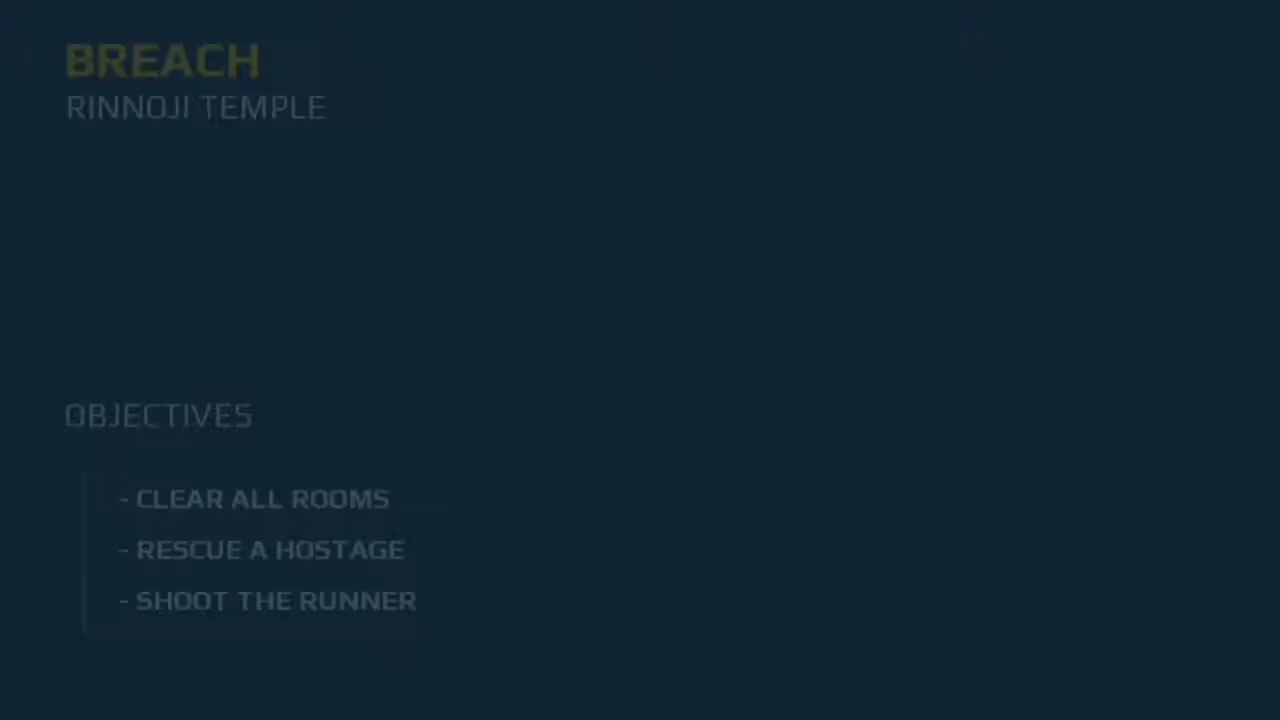 BREACH
RINNOJI TEMPLE
OBJECTIVES
- CLEAR ALL ROOMS
- RESCUE A HOSTAGE
- SHOOT THE RUNNER